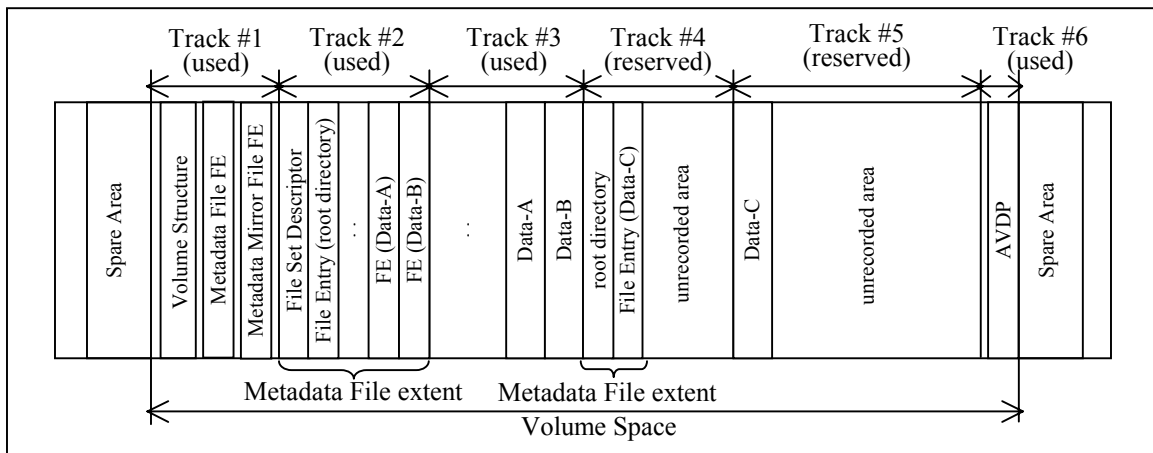 Track #1
(used)
Track #2
(used)
Track #3
(used)
Track #4
(reserved)
Track #5
(reserved)
Track #6
(used)
Spare Area
Volume Structure
Metadata File FE
Metadata Mirror File FE
File Set Descriptor
File Entry (root directory)
. .
FE (Data-A)
FE (Data-B)
. .
Data-A
Data-B
root directory
File Entry (Data-C)
unrecorded area
Data-C
unrecorded area
AVDP
Spare Area
Metadata File extent
Metadata File extent
Volume Space